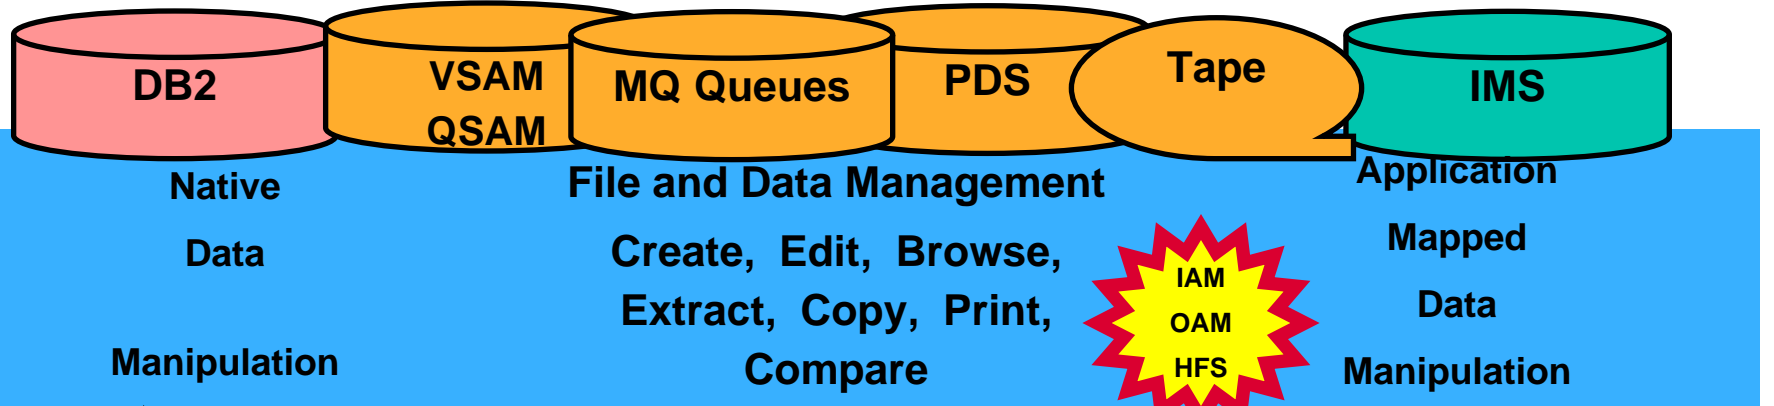 DB2
VSAM
QSAM
MQ Queues
PDS
Tape
IMS
Native
Data
Manipulation
File and Data Management
Create, Edit, Browse,
Extract, Copy, Print,
Compare
IAM
OAM
HFS
Application
Mapped
Data
Manipulation